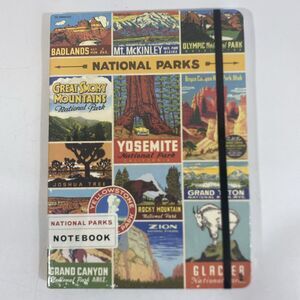 BADLANDS
Mt. McKINLEY
OLYMPIC NATIONAL PARK
NATIONAL PARKS
GREAT SMOKY
MOUNTAINS
National Park
YOSEMITE
National Park
JOSHUA TREE
YELLOWSTONE
ROCKY MOUNTAIN
NATIONAL PARK
GRAND TETON
NATIONAL PARKS
NOTEBOOK
ZION
GRAND CANYON
GLACIER